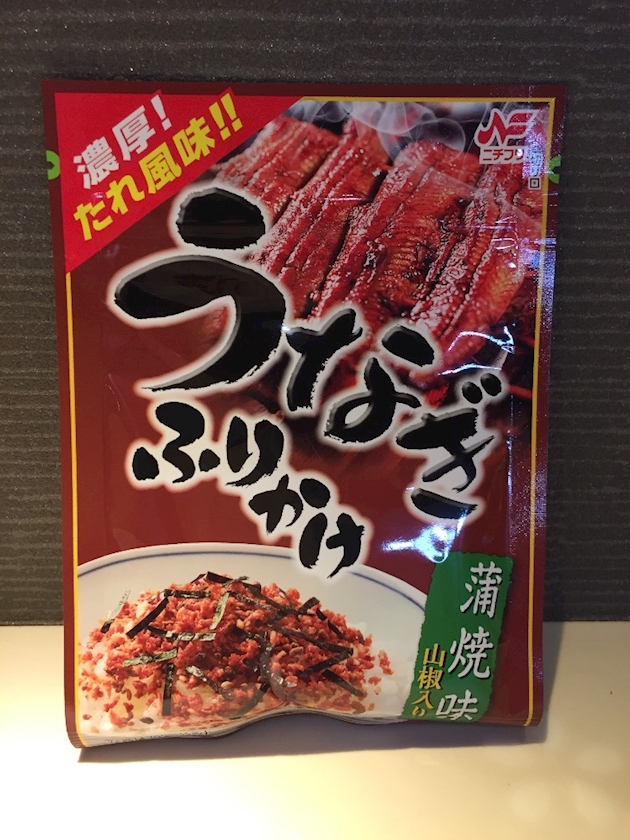 濃厚!
たれ風味!!
ニチフリ
うなぎ
ふりかけ
蒲焼味
山椒入り